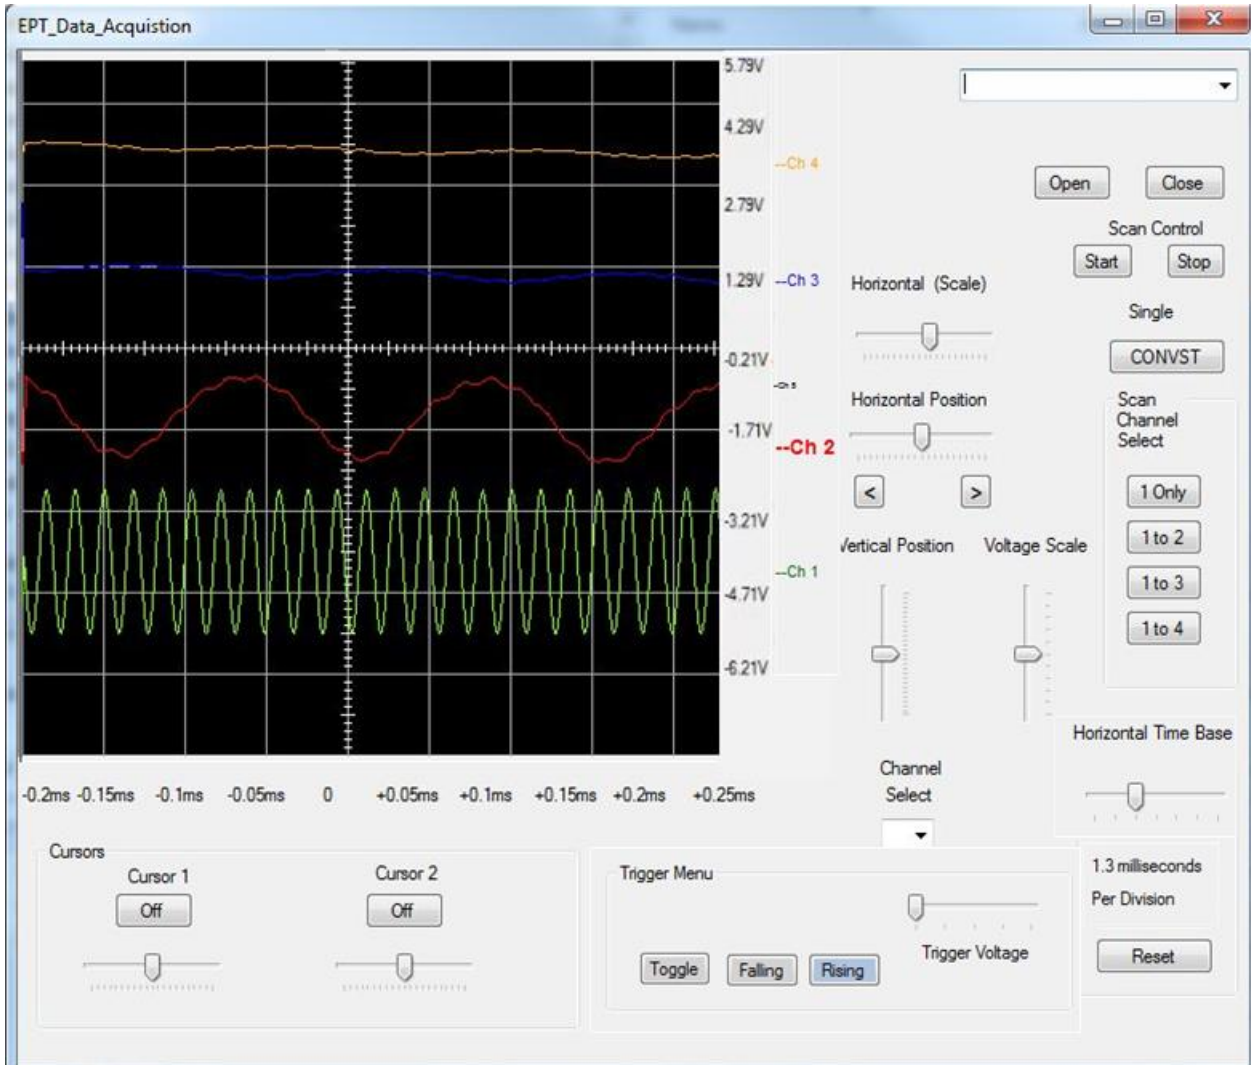 EPT_Data_Acquistion
5.79V
4.29V
--Ch 4
2.79V
1.29V
--Ch 3
-0.21V
-1.71V
--Ch 2
-3.21V
--Ch 1
-4.71V
-6.21V
-0.2ms -0.15ms -0.1ms -0.05ms 0 +0.05ms +0.1ms +0.15ms +0.2ms +0.25ms
Open Close
Scan Control
Start Stop
Horizontal (Scale)
Single
CONVST
Horizontal Position
< >
Scan
Channel
Select
1 Only
1 to 2
1 to 3
1 to 4
Vertical Position Voltage Scale
Horizontal Time Base
Channel
Select
1.3 milliseconds
Per Division
Reset
Cursors
Cursor 1 Cursor 2
Off Off
Trigger Menu
Toggle Falling Rising
Trigger Voltage